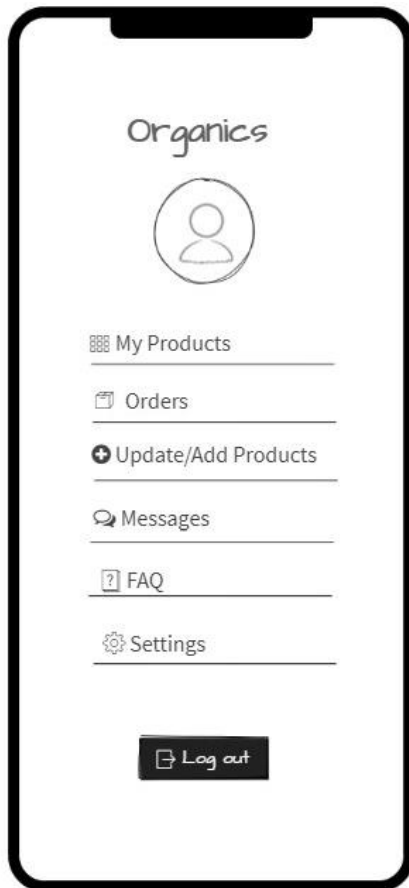 Organics
My Products
Orders
Update/Add Products
Messages
? FAQ
Settings
Log out